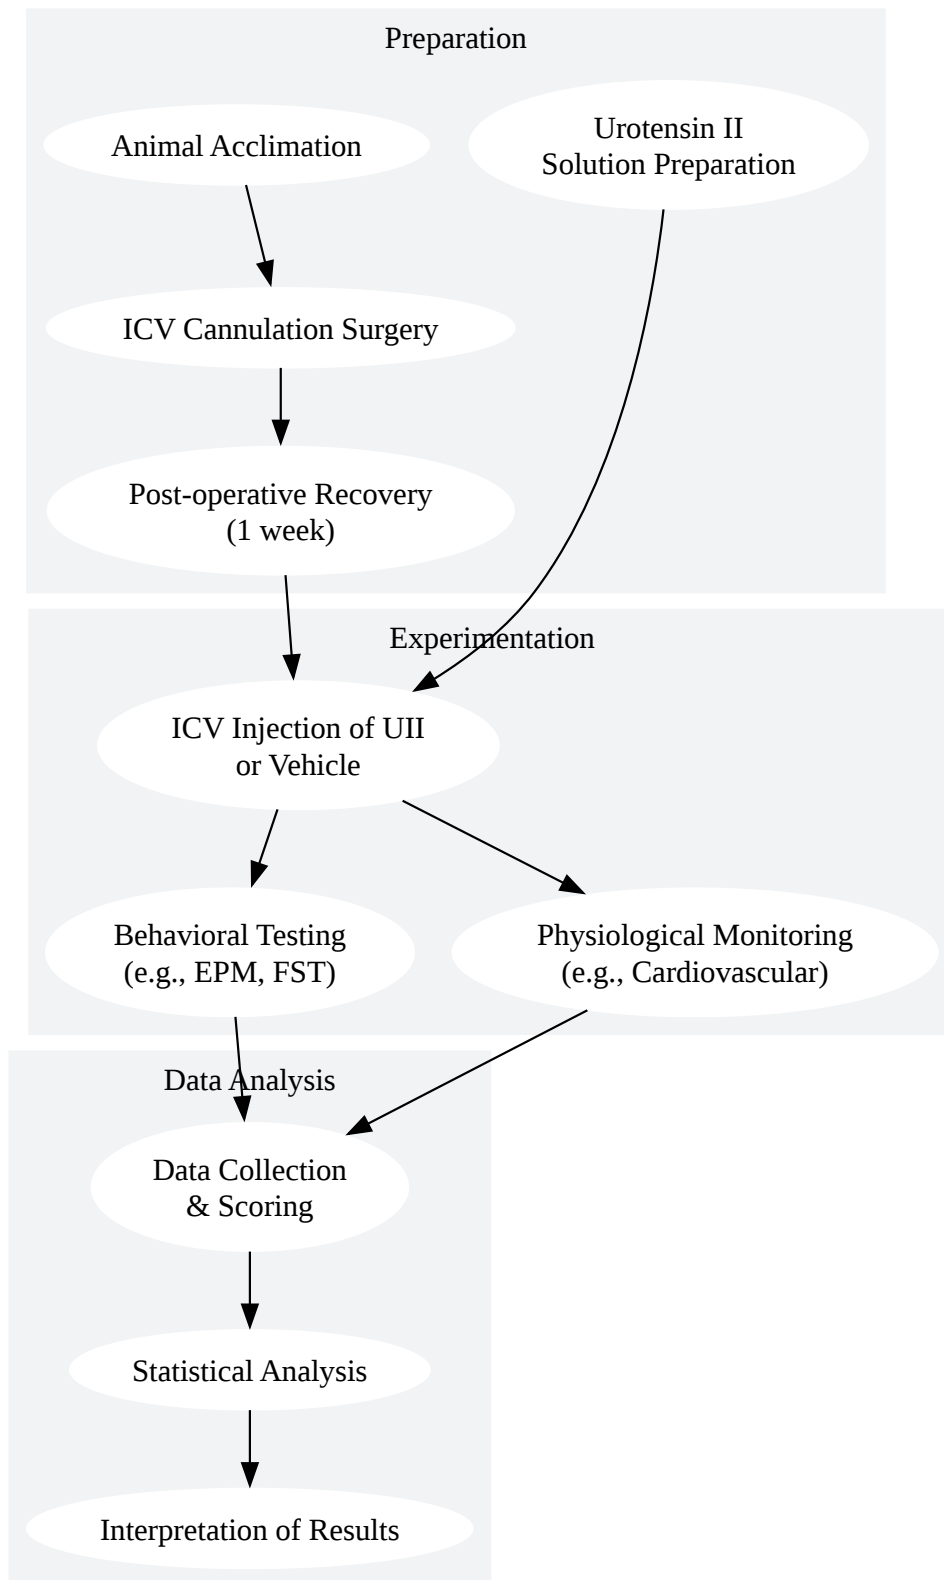 Preparation
Animal Acclimation
Urotensin II
Solution Preparation
ICV Cannulation Surgery
Post-operative Recovery
(1 week)
Experimentation
ICV Injection of UII
or Vehicle
Behavioral Testing
(e.g., EPM, FST)
Physiological Monitoring
(e.g., Cardiovascular)
Data Analysis
Data Collection
& Scoring
Statistical Analysis
Interpretation of Results